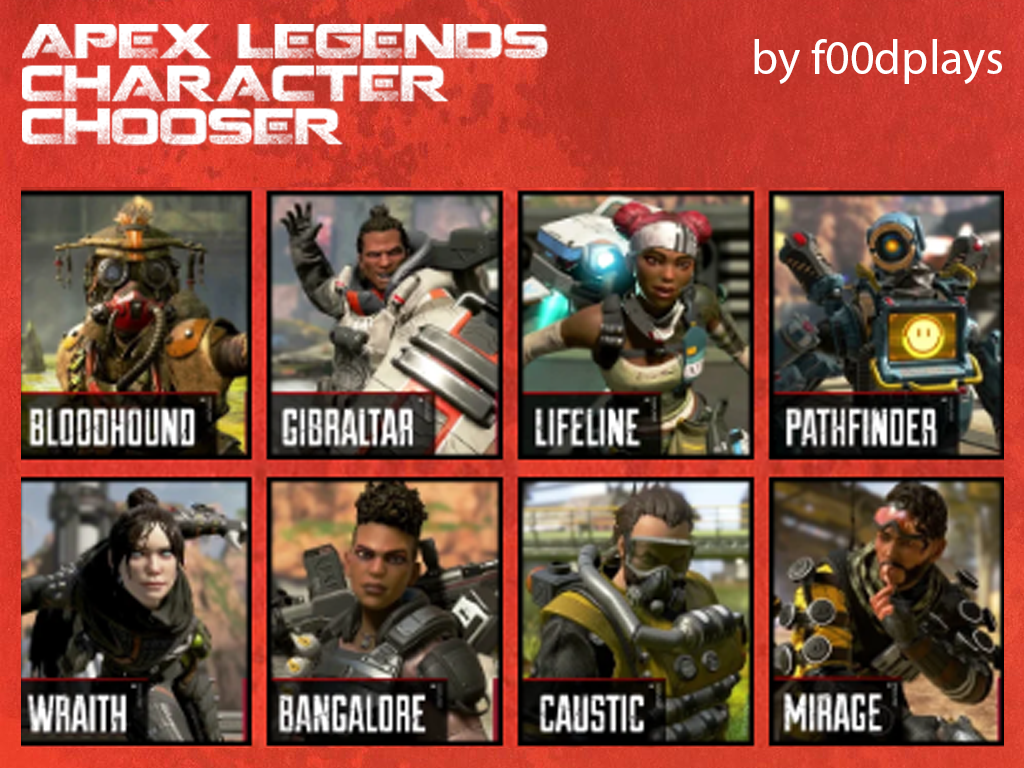 APEX LEGENDS
CHARACTER
CHOOSER
by f00dplays
BLOODHOUND
GIBRALTAR
LIFELINE
PATHFINDER
WRAITH
BANGALORE
CAUSTIC
MIRAGE